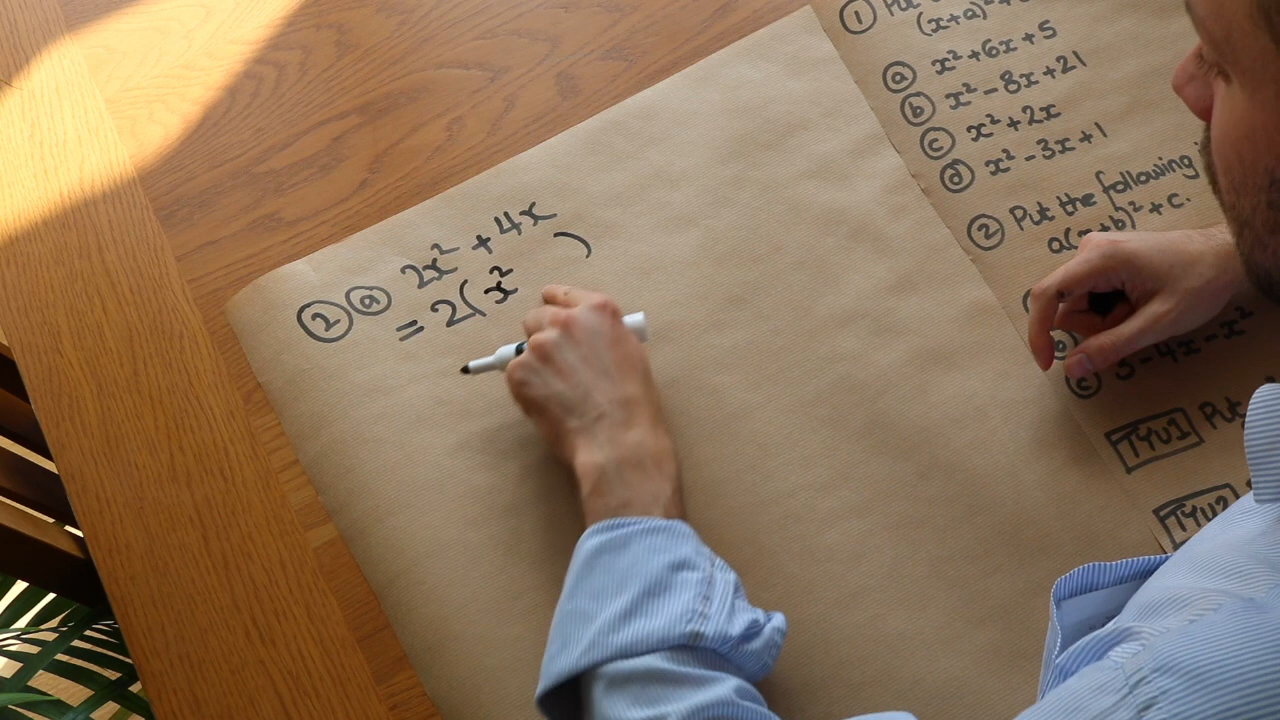 ② ⓐ 2x² + 4x
= 2(x² )
① Put
(x+a)²+
ⓐ x²+6x+5
ⓑ x²-8x+21
ⓒ x²+2x
ⓓ x²-3x+1
② Put the following
a(x+b)²+c.
ⓒ 3-4x-x²
TYU1 Put
TYU2